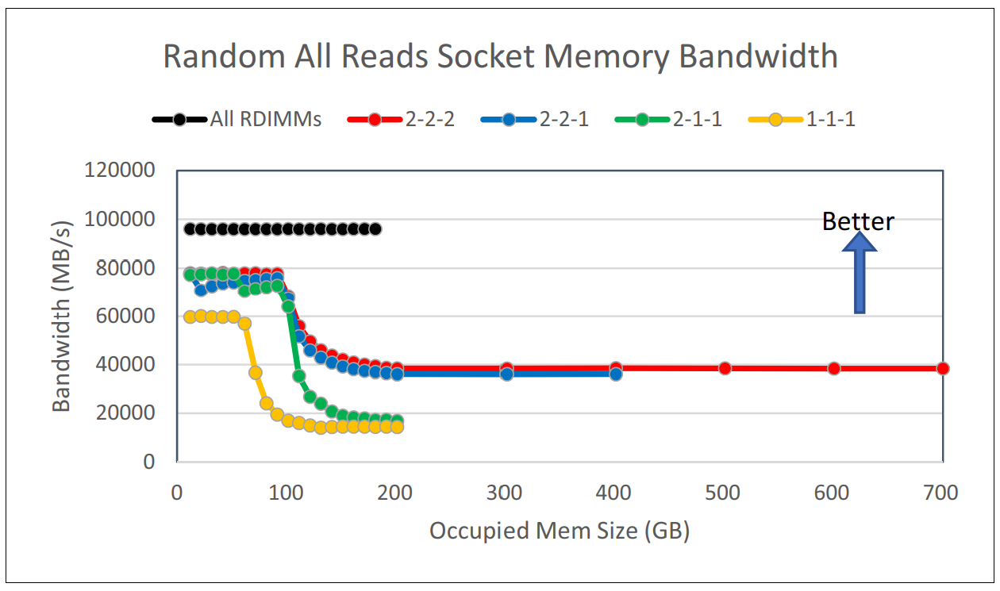 Random All Reads Socket Memory Bandwidth
All RDIMMs 2-2-2 2-2-1 2-1-1 1-1-1
120000
100000
80000
60000
40000
20000
0
Bandwidth (MB/s)
Better
0 100 200 300 400 500 600 700
Occupied Mem Size (GB)